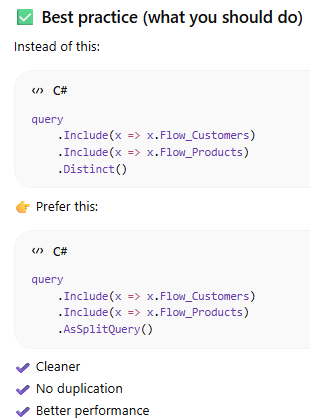 ✅ Best practice (what you should do)
Instead of this:
</> C#
query
    .Include(x => x.Flow_Customers)
    .Include(x => x.Flow_Products)
    .Distinct()
👉 Prefer this:
</> C#
query
    .Include(x => x.Flow_Customers)
    .Include(x => x.Flow_Products)
    .AsSplitQuery()
✔ Cleaner
✔ No duplication
✔ Better performance